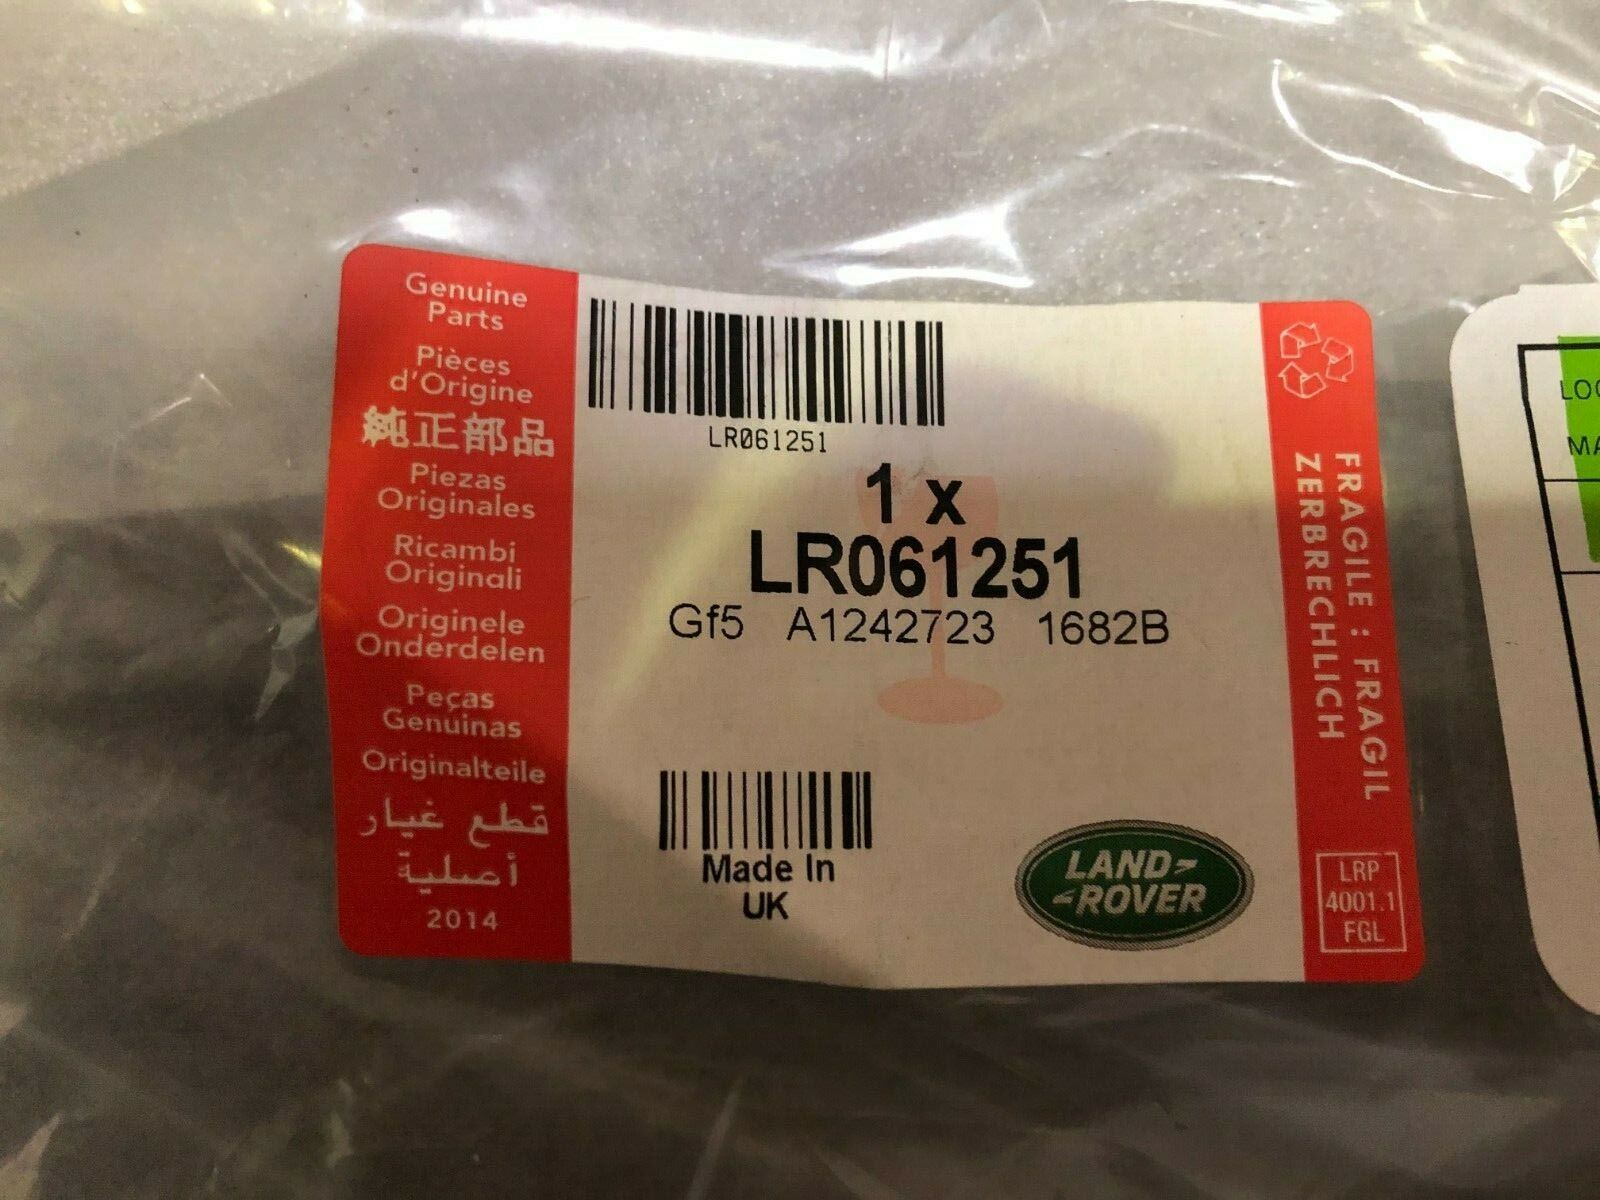 Genuine
Parts
Pièces
d'Origine
純正部品
Piezas
Originales
Ricambi
Originali
Originele
Onderdelen
Peças
Genuinas
Originalteile
قطع غيار
أصلية
2014
LR061251
1 x
LR061251
Gf5 A1242723 1682B
Made In
UK
LAND
ROVER
FRAGILE : FRAGIL
ZERBRECHLICH
LRP
4001.1
FGL